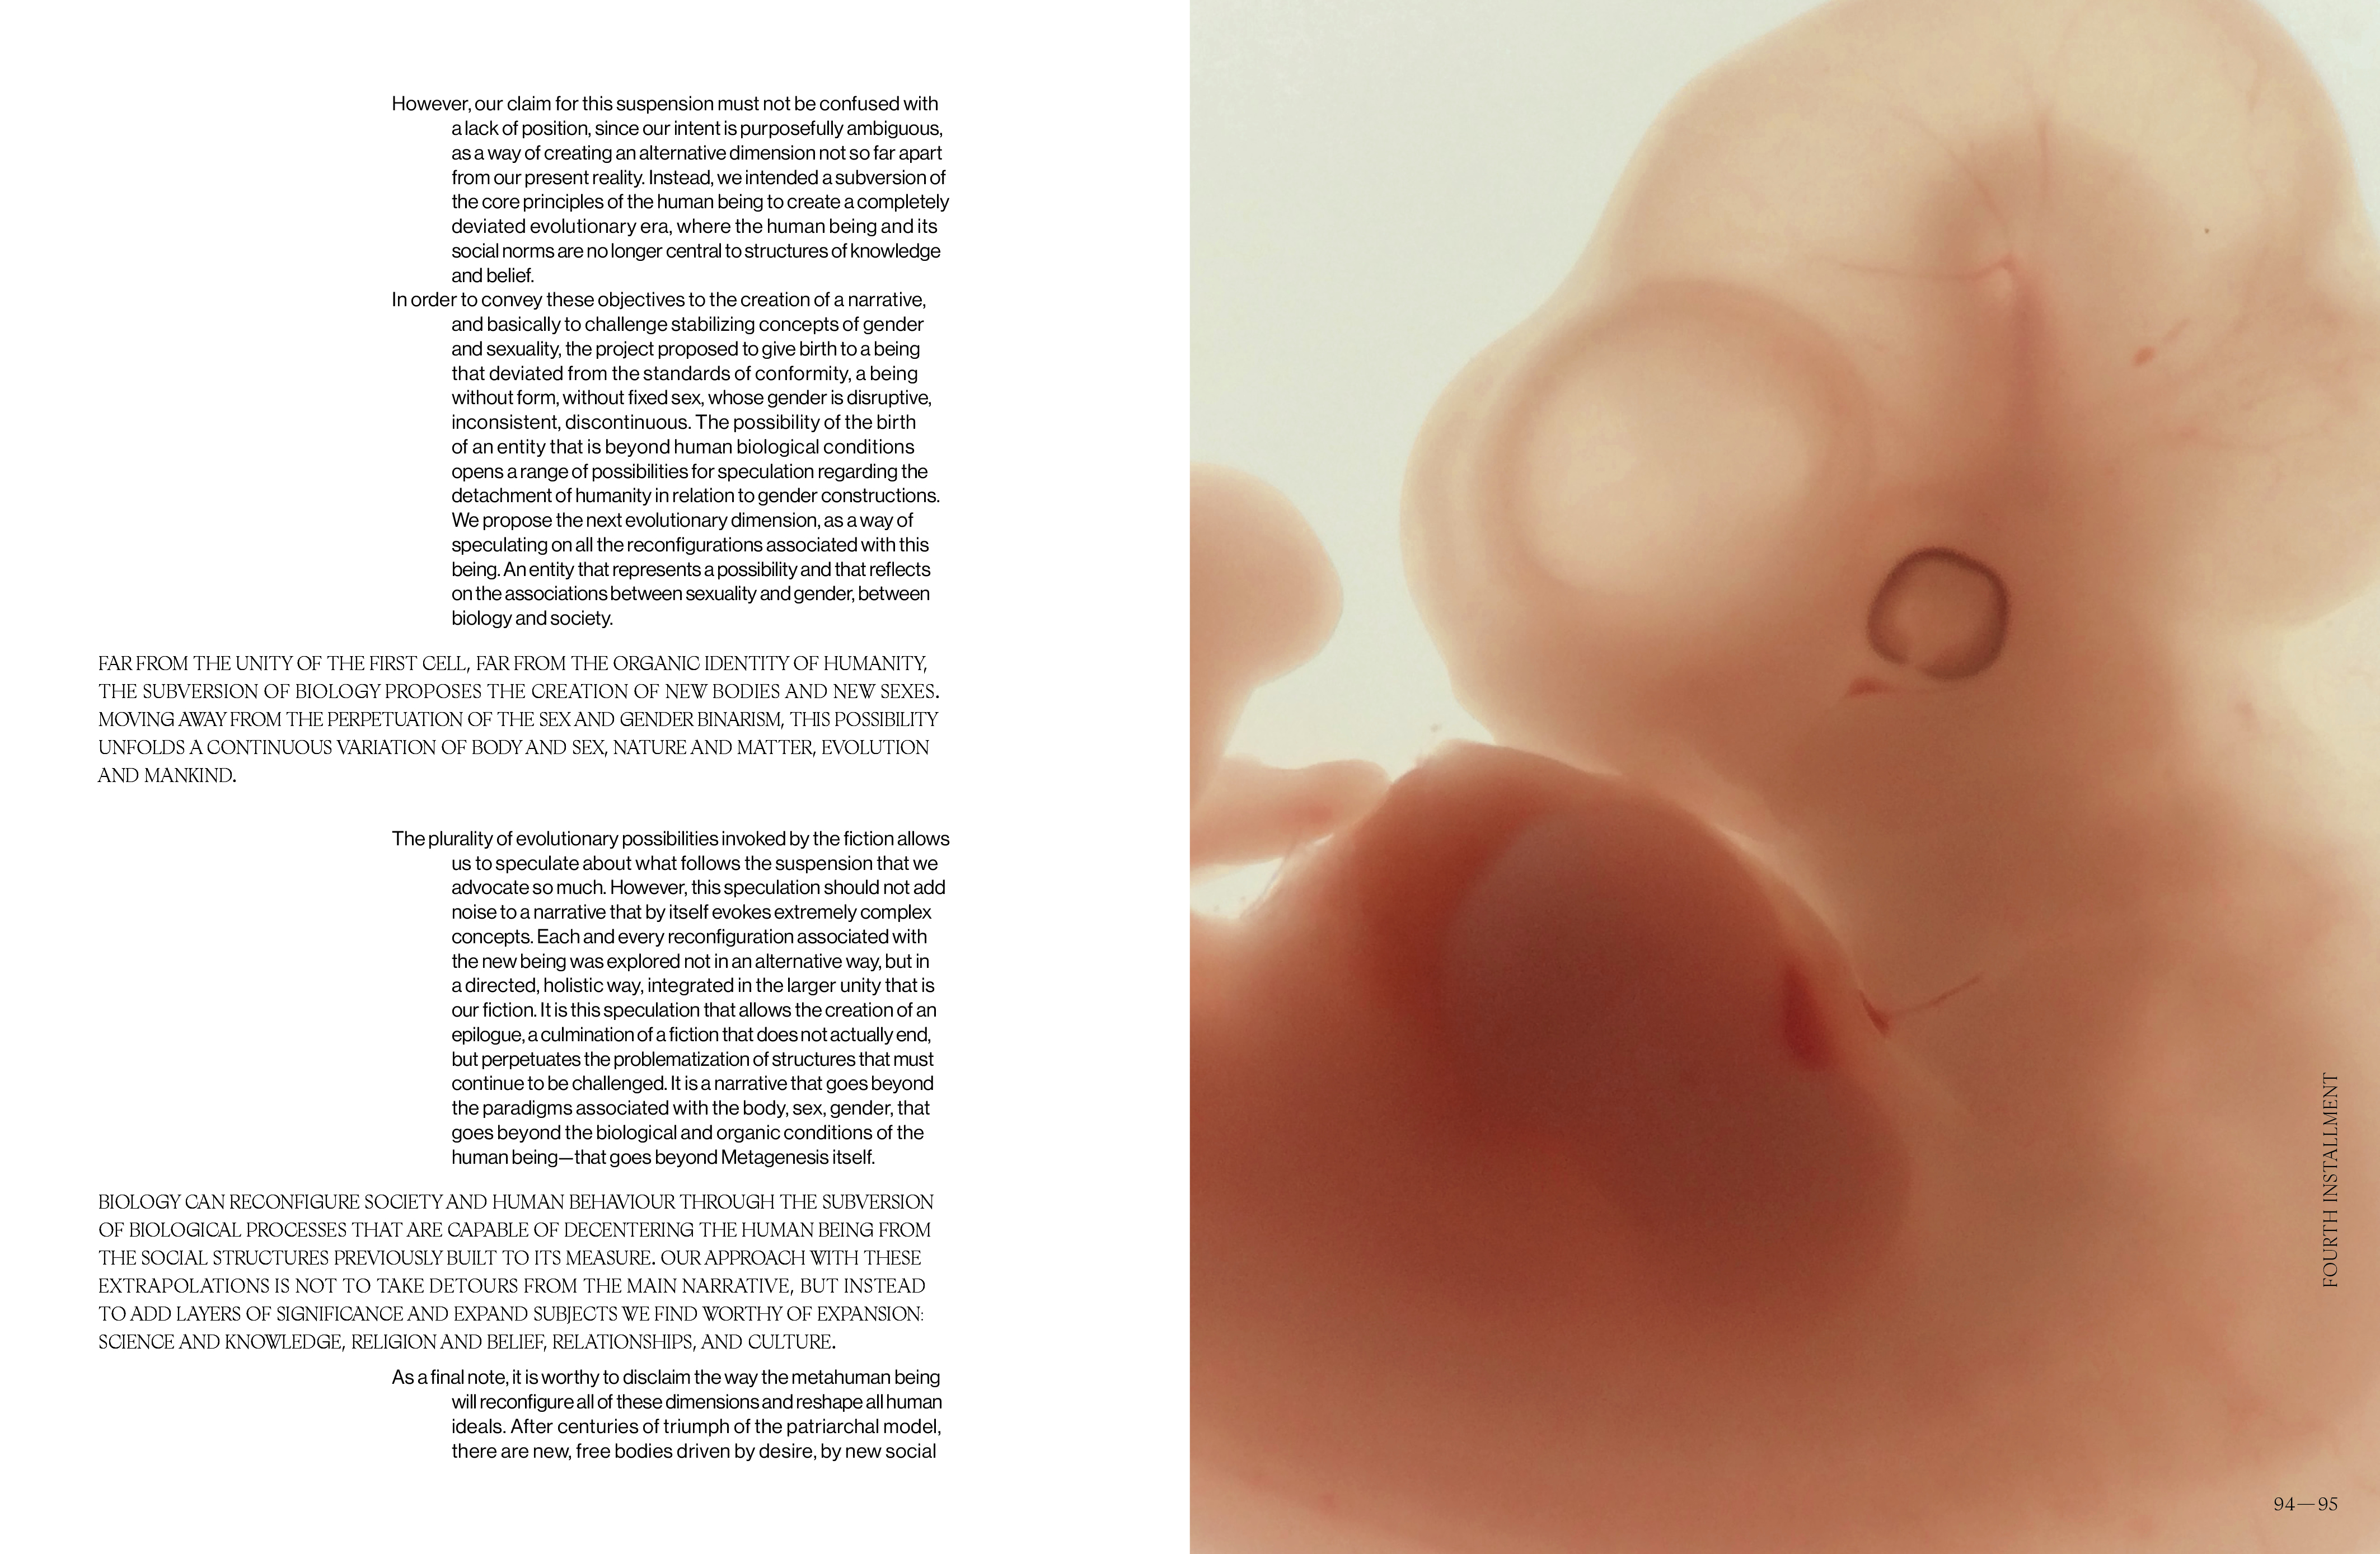 However, our claim for this suspension must not be confused with
a lack of position, since our intent is purposefully ambiguous,
as a way of creating an alternative dimension not so far apart
from our present reality. Instead, we intended a subversion of
the core principles of the human being to create a completely
deviated evolutionary era, where the human being and its
social norms are no longer central to structures of knowledge
and belief.
In order to convey these objectives to the creation of a narrative,
and basically to challenge stabilizing concepts of gender
and sexuality, the project proposed to give birth to a being
that deviated from the standards of conformity, a being
without form, without fixed sex, whose gender is disruptive,
inconsistent, discontinuous. The possibility of the birth
of an entity that is beyond human biological conditions
opens a range of possibilities for speculation regarding the
detachment of humanity in relation to gender constructions.
We propose the next evolutionary dimension, as a way of
speculating on all the reconfigurations associated with this
being. An entity that represents a possibility and that reflects
on the associations between sexuality and gender, between
biology and society.
FAR FROM THE UNITY OF THE FIRST CELL, FAR FROM THE ORGANIC IDENTITY OF HUMANITY,
THE SUBVERSION OF BIOLOGY PROPOSES THE CREATION OF NEW BODIES AND NEW SEXES.
MOVING AWAY FROM THE PERPETUATION OF THE SEX AND GENDER BINARISM, THIS POSSIBILITY
UNFOLDS A CONTINUOUS VARIATION OF BODY AND SEX, NATURE AND MATTER, EVOLUTION
AND MANKIND.
The plurality of evolutionary possibilities invoked by the fiction allows
us to speculate about what follows the suspension that we
advocate so much. However, this speculation should not add
noise to a narrative that by itself evokes extremely complex
concepts. Each and every reconfiguration associated with
the new being was explored not in an alternative way, but in
a directed, holistic way, integrated in the larger unity that is
our fiction. It is this speculation that allows the creation of an
epilogue, a culmination of a fiction that does not actually end,
but perpetuates the problematization of structures that must
continue to be challenged. It is a narrative that goes beyond
the paradigms associated with the body, sex, gender, that
goes beyond the biological and organic conditions of the
human being—that goes beyond Metagenesis itself.
BIOLOGY CAN RECONFIGURE SOCIETY AND HUMAN BEHAVIOUR THROUGH THE SUBVERSION
OF BIOLOGICAL PROCESSES THAT ARE CAPABLE OF DECENTERING THE HUMAN BEING FROM
THE SOCIAL STRUCTURES PREVIOUSLY BUILT TO ITS MEASURE. OUR APPROACH WITH THESE
EXTRAPOLATIONS IS NOT TO TAKE DETOURS FROM THE MAIN NARRATIVE, BUT INSTEAD
TO ADD LAYERS OF SIGNIFICANCE AND EXPAND SUBJECTS WE FIND WORTHY OF EXPANSION:
SCIENCE AND KNOWLEDGE, RELIGION AND BELIEF, RELATIONSHIPS, AND CULTURE.
As a final note, it is worthy to disclaim the way the metahuman being
will reconfigure all of these dimensions and reshape all human
ideals. After centuries of triumph of the patriarchal model,
there are new, free bodies driven by desire, by new social
FOURTH INSTALLMENT
94—95